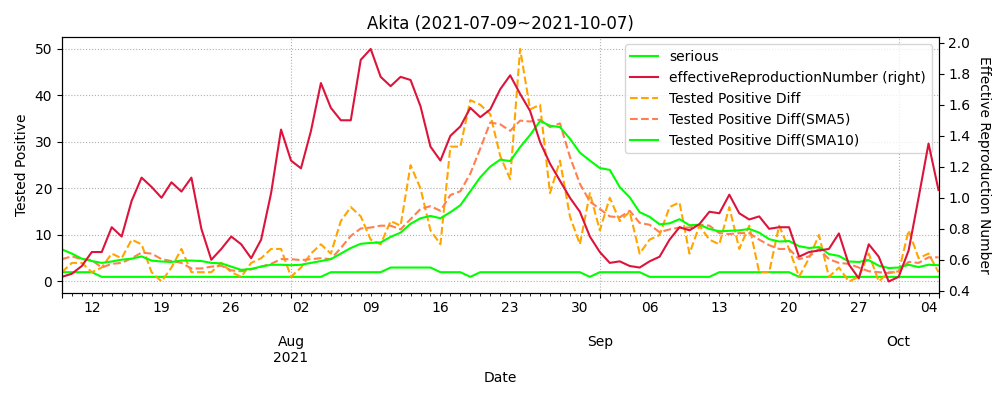 Akita (2021-07-09~2021-10-07)
serious
effectiveReproductionNumber (right)
Tested Positive Diff
Tested Positive Diff(SMA5)
Tested Positive Diff(SMA10)
Tested Positive
50
40
30
20
10
0
Effective Reproduction Number
2.0
1.8
1.6
1.4
1.2
1.0
0.8
0.6
0.4
12 19 26 02 09 16 23 30 06 13 20 27 04
Aug Sep Oct
2021
Date